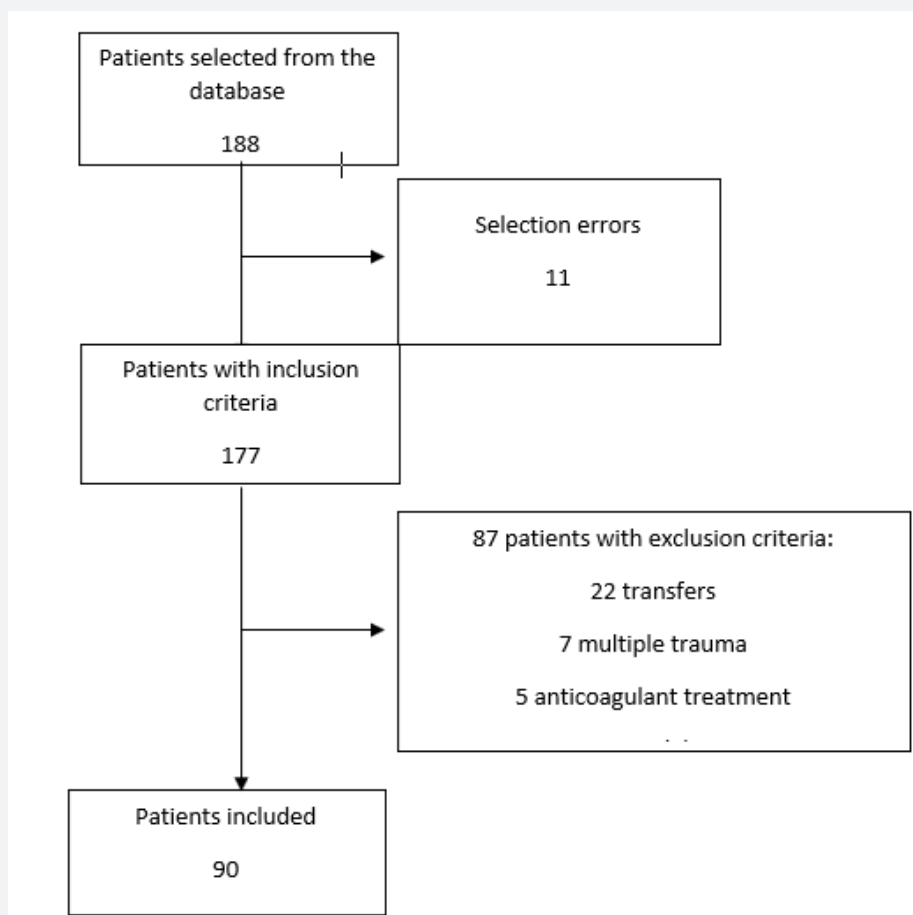 Patients selected from the
database
188
Selection errors
11
Patients with inclusion
criteria
177
87 patients with exclusion criteria:
22 transfers
7 multiple trauma
5 anticoagulant treatment
Patients included
90